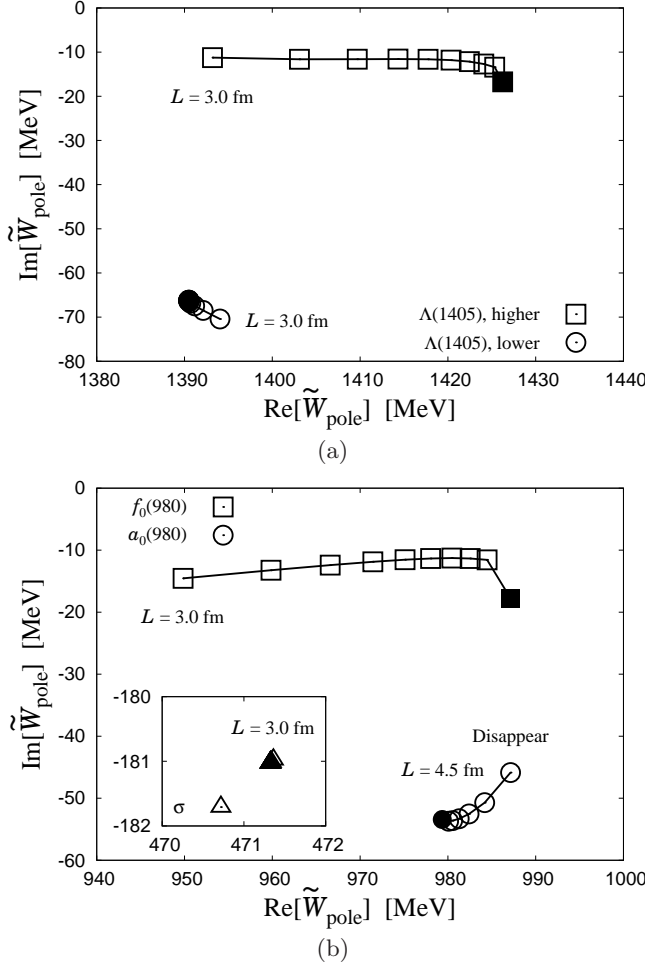 0
-10
-20
-30
-40
-50
-60
-70
-80
Im[W̃pole] [MeV]
L = 3.0 fm
L = 3.0 fm
Λ(1405), higher
Λ(1405), lower
1380 1390 1400 1410 1420 1430 1440
Re[W̃pole] [MeV]
(a)
0
-10
-20
-30
-40
-50
-60
Im[W̃pole] [MeV]
f0(980)
a0(980)
L = 3.0 fm
-180
-181
-182
L = 3.0 fm
σ
470 471 472
Disappear
L = 4.5 fm
940 950 960 970 980 990 1000
Re[W̃pole] [MeV]
(b)